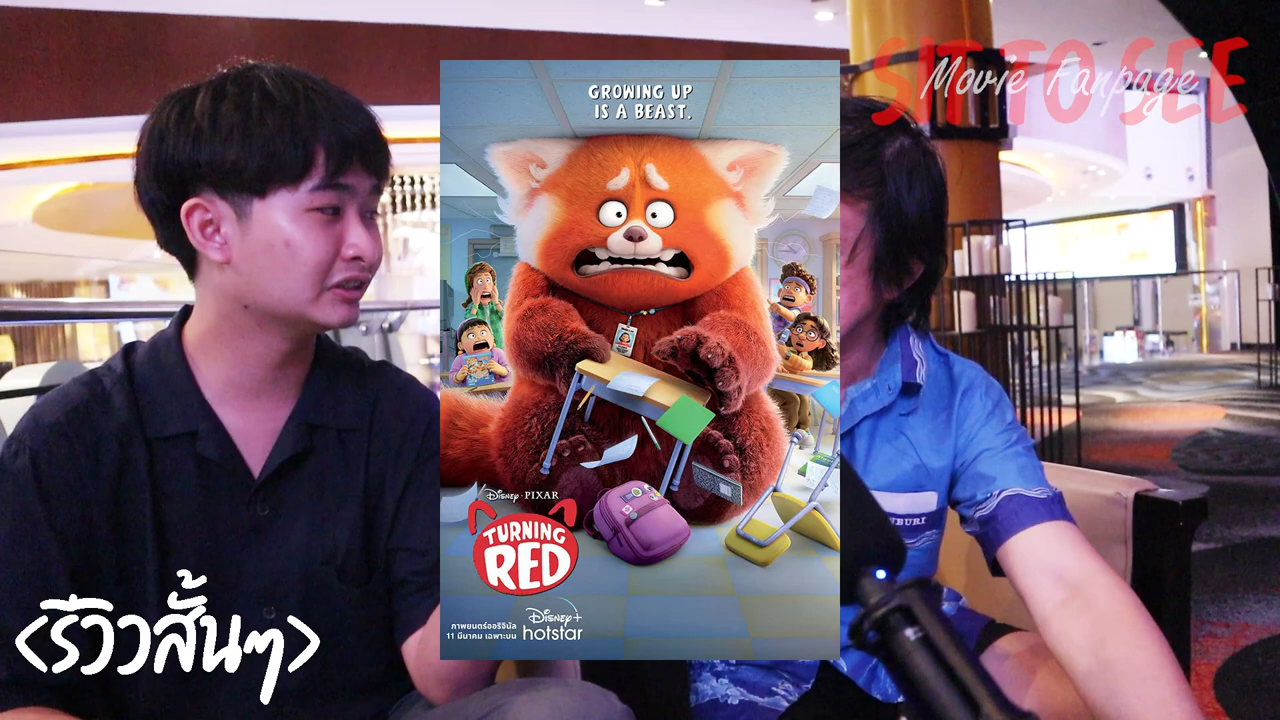 SIT TO SEE
Movie Fanpage
GROWING UP
IS A BEAST.
Disney · PIXAR
TURNING
RED
Disney+
hotstar
ภาพยนตร์ออริจินัล
11 มีนาคม เฉพาะบน
NBURI
<รีวิวสั้นๆ>